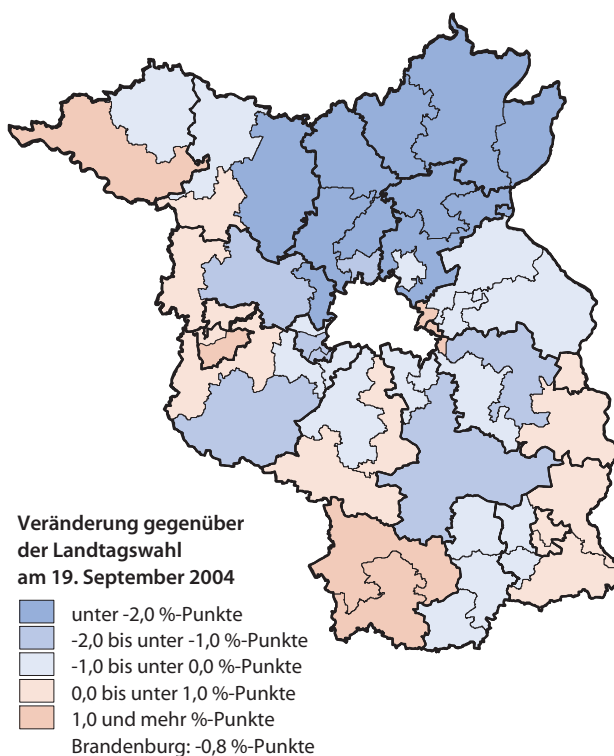 Veränderung gegenüber
der Landtagswahl
am 19. September 2004
unter -2,0 %-Punkte
-2,0 bis unter -1,0 %-Punkte
-1,0 bis unter 0,0 %-Punkte
0,0 bis unter 1,0 %-Punkte
1,0 und mehr %-Punkte
Brandenburg: -0,8 %-Punkte